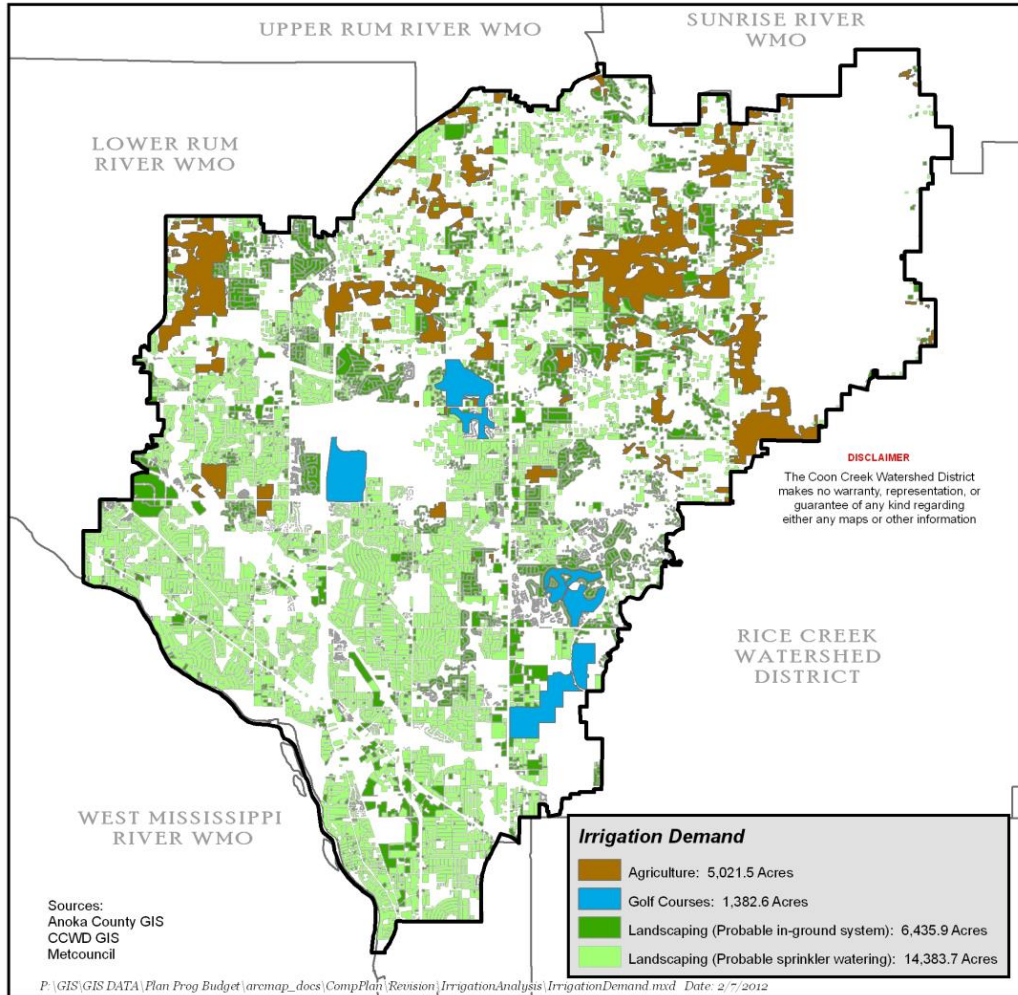 UPPER RUM RIVER WMO
SUNRISE RIVER
WMO
LOWER RUM
RIVER WMO
DISCLAIMER
The Coon Creek Watershed District
makes no warranty, representation, or
guarantee of any kind regarding
either any maps or other information
RICE CREEK
WATERSHED
DISTRICT
WEST MISSISSIPPI
RIVER WMO
Sources:
Anoka County GIS
CCWD GIS
Metcouncil
Irrigation Demand
Agriculture: 5,021.5 Acres
Golf Courses: 1,382.6 Acres
Landscaping (Probable in-ground system): 6,435.9 Acres
Landscaping (Probable sprinkler watering): 14,383.7 Acres
P:\GIS\GIS DATA\Plan Prog Budget\arcmap_docs\CompPlan\Revision\IrrigationAnalysis\IrrigationDemand.mxd Date: 2/7/2012